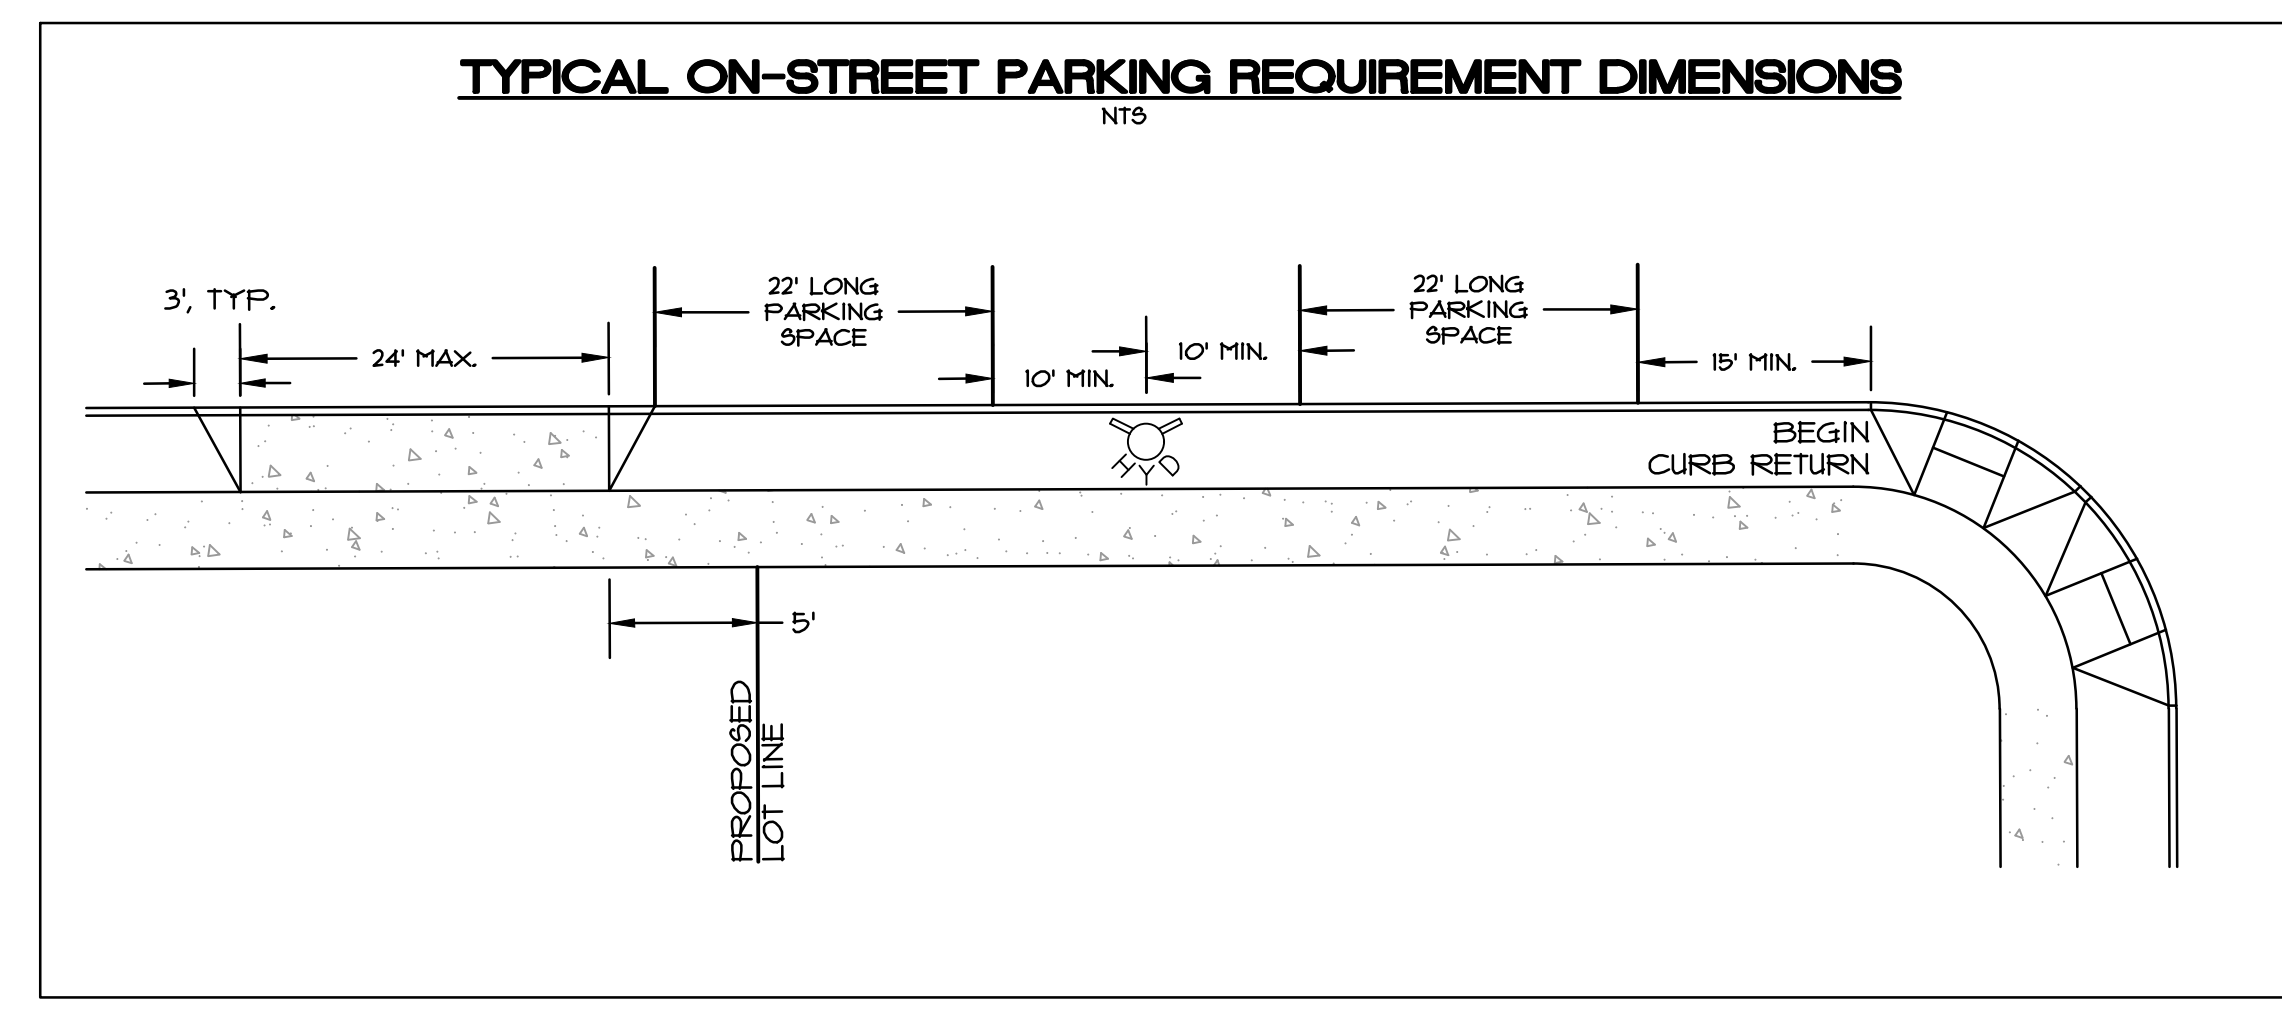 TYPICAL ON-STREET PARKING REQUIREMENT DIMENSIONS
NTS
3', TYP.
24' MAX.
22' LONG
PARKING
SPACE
10' MIN.
10' MIN.
22' LONG
PARKING
SPACE
15' MIN.
HYD
BEGIN
CURB RETURN
5'
PROPOSED
LOT LINE